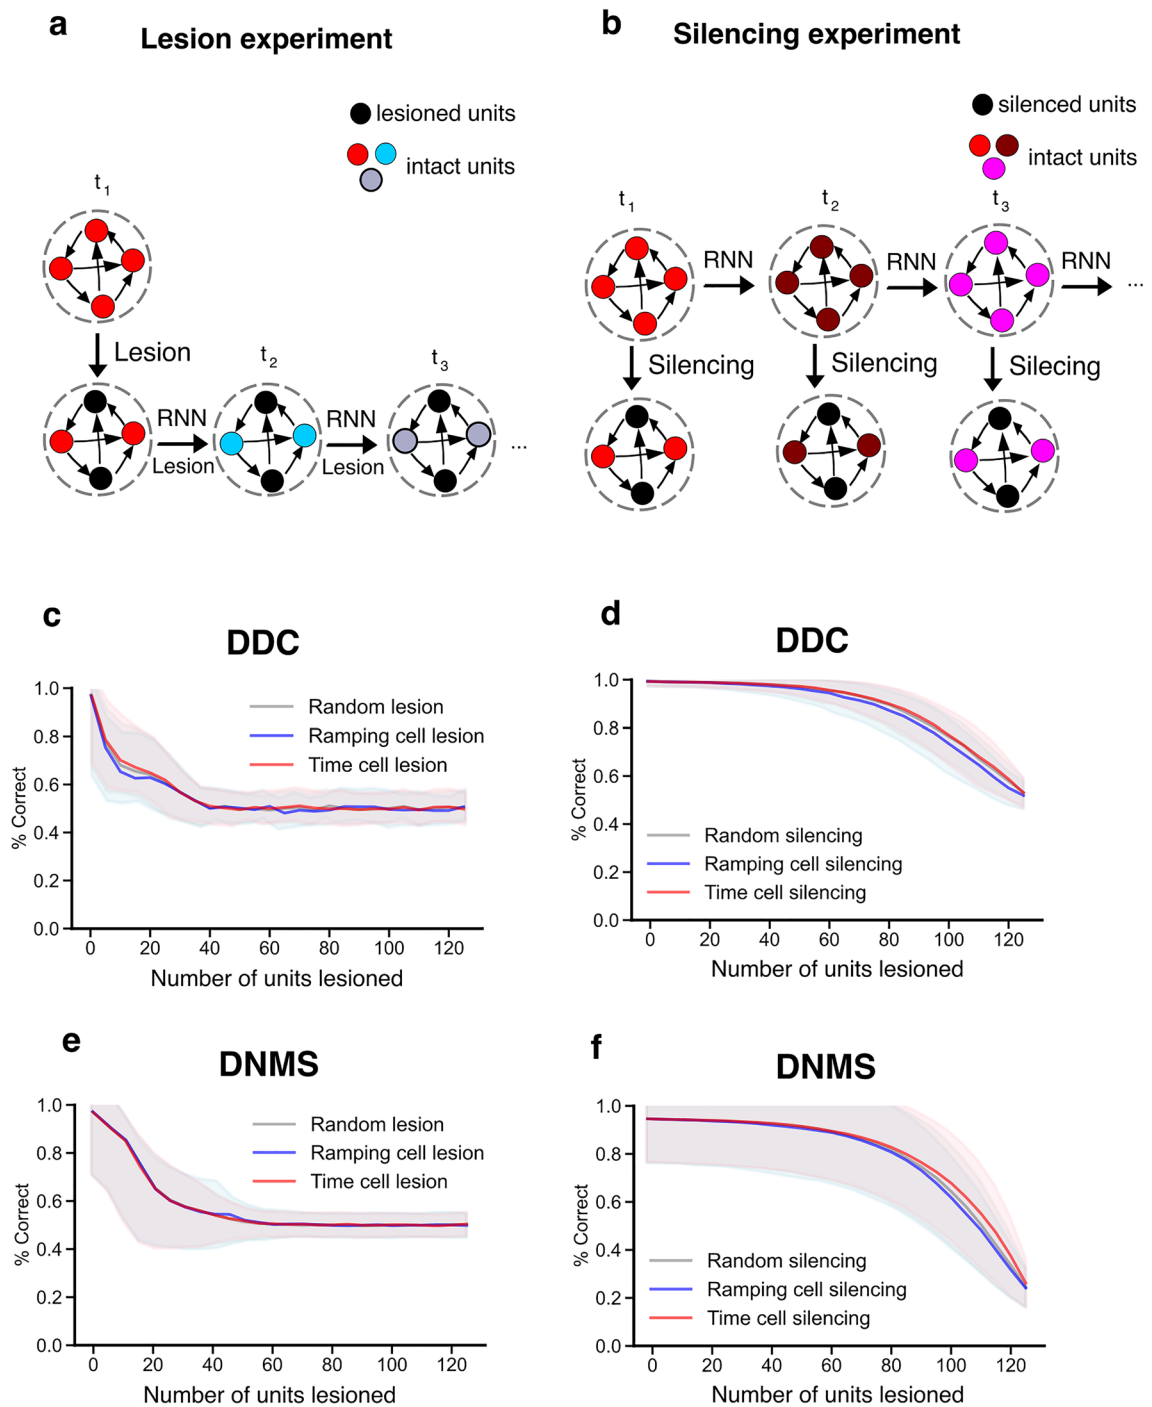 a
Lesion experiment
lesioned units
intact units
t1
Lesion
t2
t3
RNN
Lesion
RNN
Lesion
...
b
Silencing experiment
silenced units
intact units
t1
t2
t3
RNN
RNN
RNN
...
Silencing
Silencing
Silecing
c
DDC
% Correct
1.0
0.8
0.6
0.4
0.2
0.0
Random lesion
Ramping cell lesion
Time cell lesion
0 20 40 60 80 100 120
Number of units lesioned
d
DDC
% Correct
1.0
0.8
0.6
0.4
0.2
0.0
Random silencing
Ramping cell silencing
Time cell silencing
0 20 40 60 80 100 120
Number of units lesioned
e
DNMS
% Correct
1.0
0.8
0.6
0.4
0.2
0.0
Random lesion
Ramping cell lesion
Time cell lesion
0 20 40 60 80 100 120
Number of units lesioned
f
DNMS
% Correct
1.0
0.8
0.6
0.4
0.2
0.0
Random silencing
Ramping cell silencing
Time cell silencing
0 20 40 60 80 100 120
Number of units lesioned